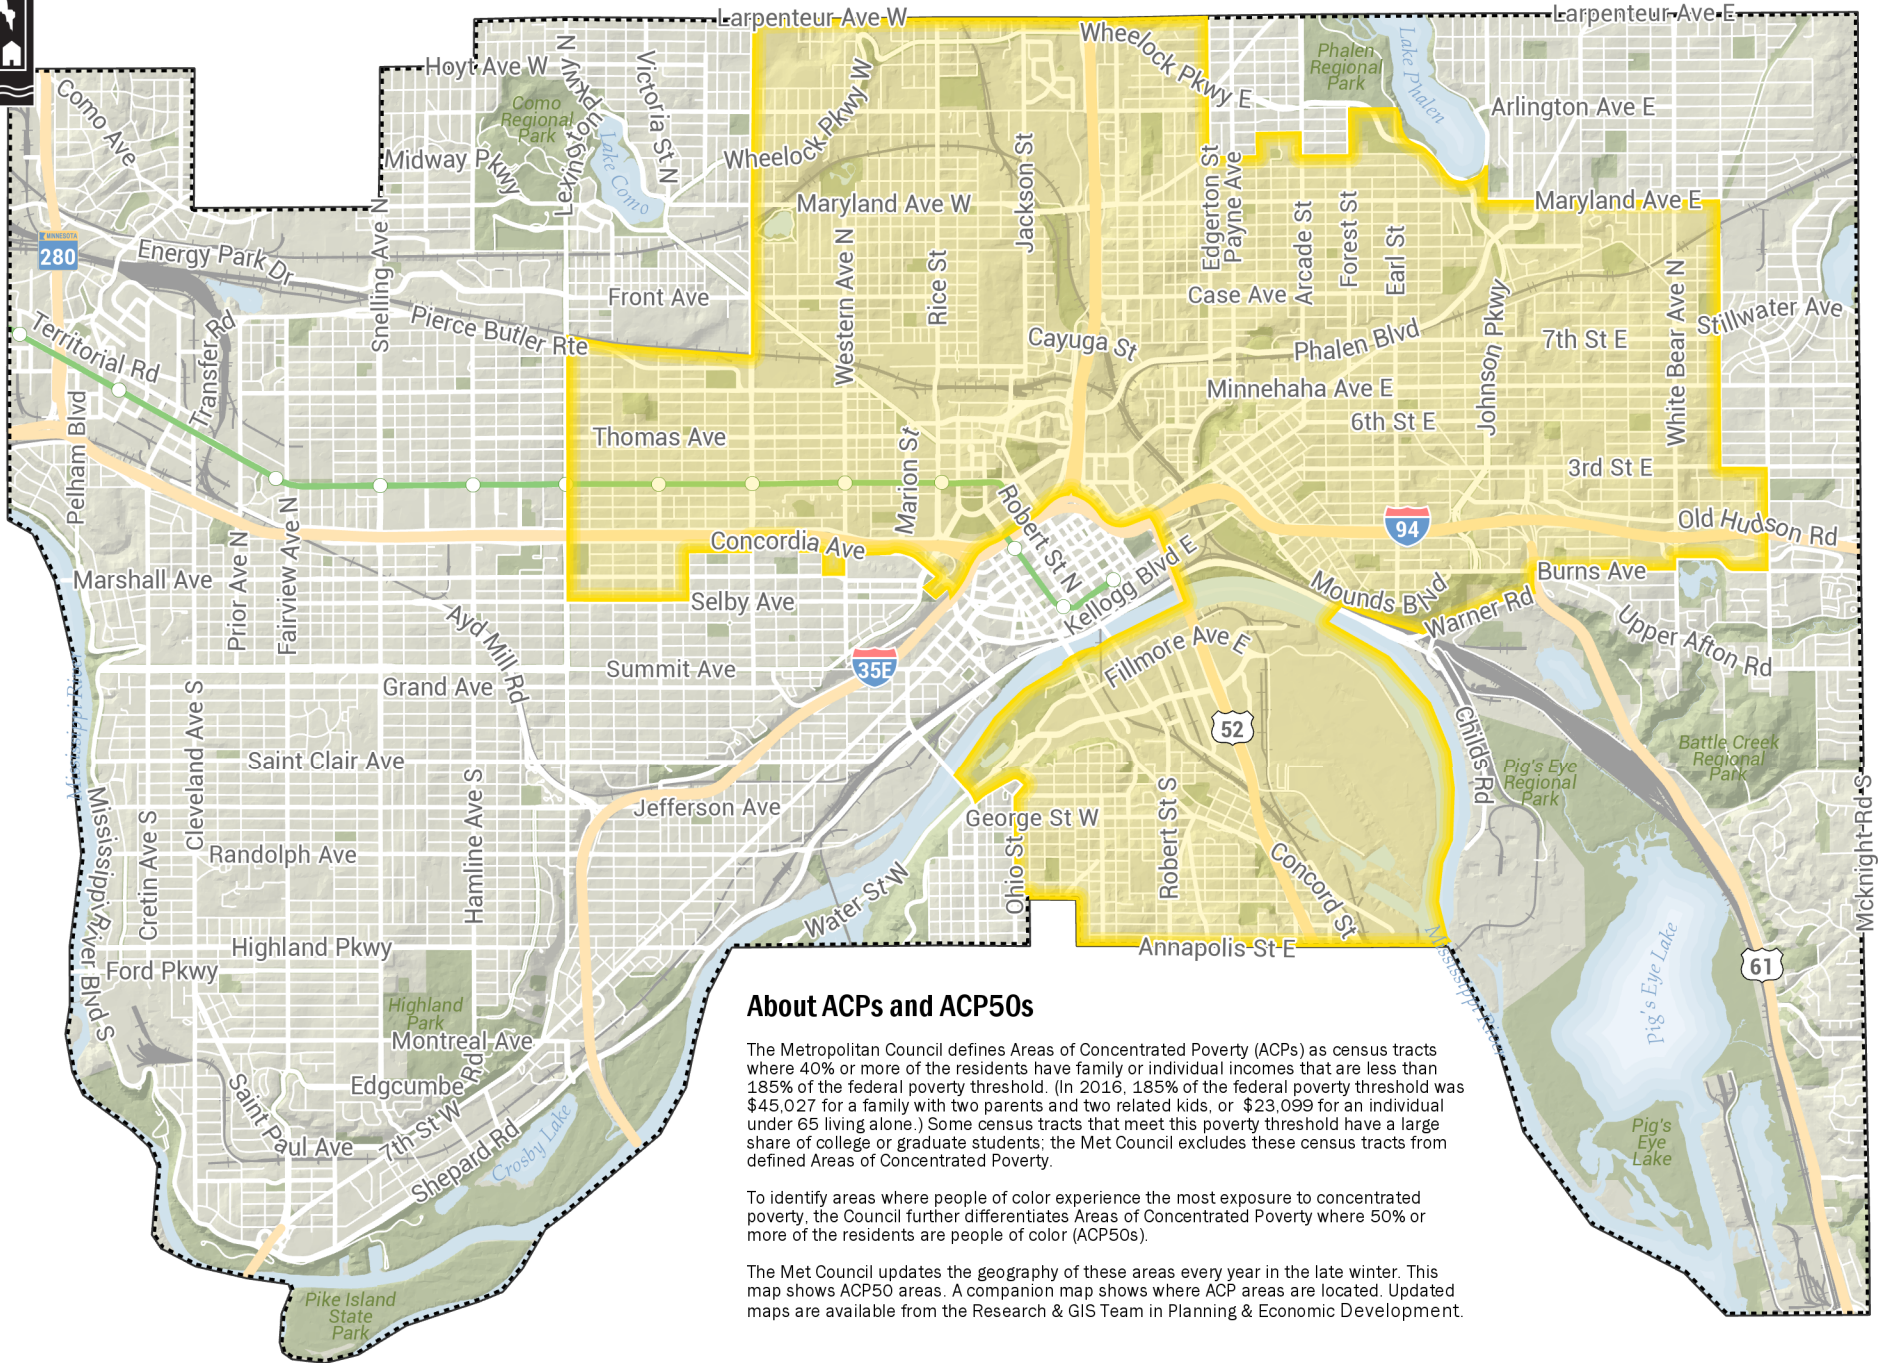 Larpenteur Ave W
Larpenteur Ave E
Wheelock Pkwy E
Hoyt Ave W
Lexington Pkwy N
Victoria St N
Como Ave
Como
Regional
Park
Lake Como
Phalen
Regional
Park
Lake Phalen
Arlington Ave E
Midway Pkwy
Wheelock Pkwy W
Maryland Ave W
Jackson St
Edgerton St
Payne Ave
Maryland Ave E
MINNESOTA
280
Energy Park Dr
Snelling Ave N
Front Ave
Western Ave N
Rice St
Case Ave
Arcade St
Forest St
Earl St
Johnson Pkwy
White Bear Ave N
Stillwater Ave
Territorial Rd
Transfer Rd
Pierce Butler Rte
Cayuga St
Phalen Blvd
7th St E
Minnehaha Ave E
6th St E
Pelham Blvd
Thomas Ave
Marion St
3rd St E
Robert St N
94
Old Hudson Rd
Prior Ave N
Fairview Ave N
Concordia Ave
Marshall Ave
Selby Ave
Kellogg Blvd E
Mounds Blvd
Burns Ave
Warner Rd
Upper Afton Rd
Ayd Mill Rd
Summit Ave
35E
Fillmore Ave E
Grand Ave
Cleveland Ave S
52
Childs Rd
Mississippi River
Saint Clair Ave
Pig's Eye
Regional
Park
Battle Creek
Regional
Park
Hamline Ave S
Jefferson Ave
George St W
Robert St S
Mississippi River Blvd S
Cretin Ave S
Randolph Ave
Ohio St
Concord St
Water St W
Mcknight Rd S
Highland Pkwy
Ford Pkwy
Annapolis St E
Mississippi River
Pig's Eye Lake
61
Highland
Park
Montreal Ave
Edgcumbe Rd
Saint Paul Ave
7th St W
Shepard Rd
Crosby Lake
Pig's
Eye
Lake
Pike Island
State
Park
About ACPs and ACP50s
The Metropolitan Council defines Areas of Concentrated Poverty (ACPs) as census tracts
where 40% or more of the residents have family or individual incomes that are less than
185% of the federal poverty threshold. (In 2016, 185% of the federal poverty threshold was
$45,027 for a family with two parents and two related kids, or $23,099 for an individual
under 65 living alone.) Some census tracts that meet this poverty threshold have a large
share of college or graduate students; the Met Council excludes these census tracts from
defined Areas of Concentrated Poverty.
To identify areas where people of color experience the most exposure to concentrated
poverty, the Council further differentiates Areas of Concentrated Poverty where 50% or
more of the residents are people of color (ACP50s).
The Met Council updates the geography of these areas every year in the late winter. This
map shows ACP50 areas. A companion map shows where ACP areas are located. Updated
maps are available from the Research & GIS Team in Planning & Economic Development.